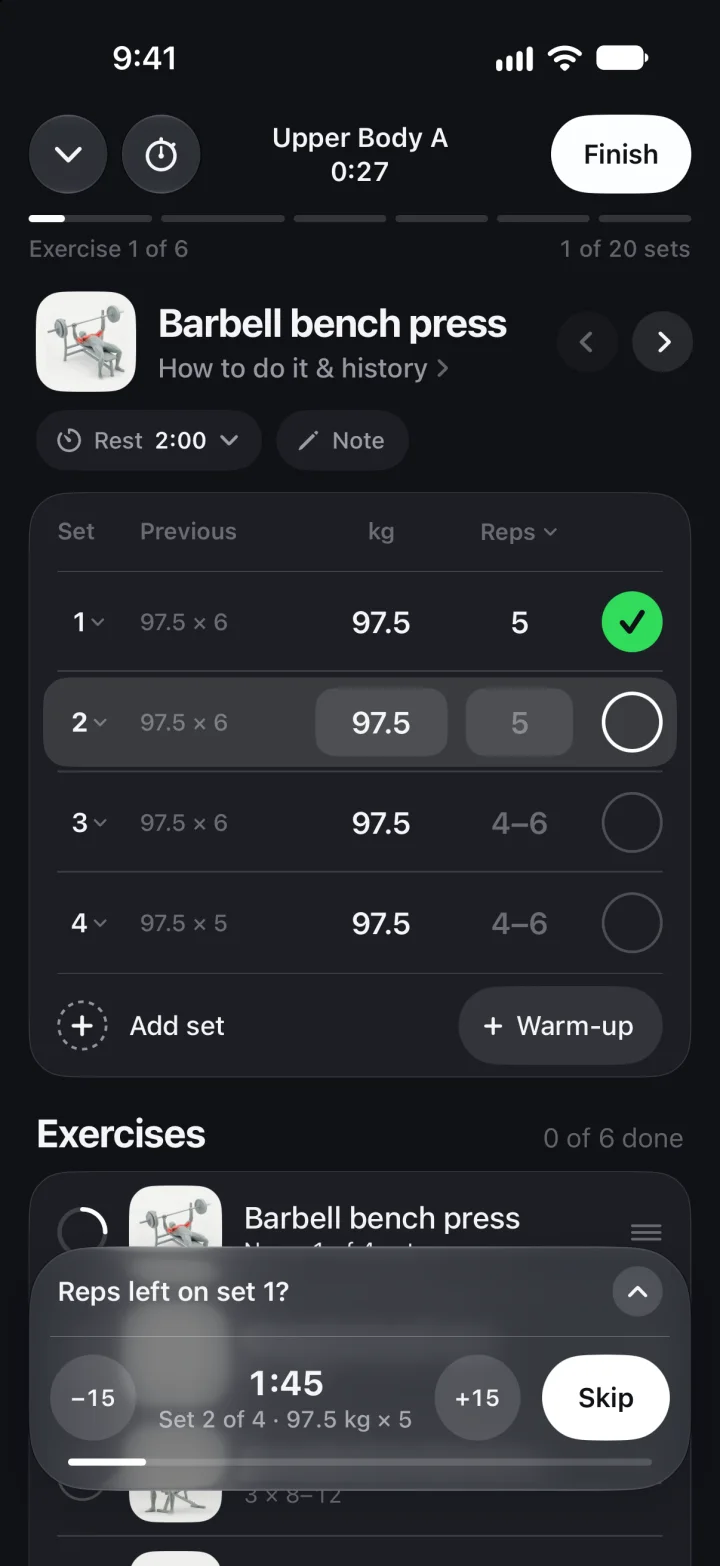 9:41
Upper Body A
0:27
Finish
Exercise 1 of 6
1 of 20 sets
Barbell bench press
How to do it & history
Rest 2:00
Note
Set Previous kg Reps
1 97.5 × 6 97.5 5
2 97.5 × 6 97.5 5
3 97.5 × 6 97.5 4–6
4 97.5 × 5 97.5 4–6
Add set
+ Warm-up
Exercises
0 of 6 done
Barbell bench press
Reps left on set 1?
−15
1:45
Set 2 of 4 · 97.5 kg × 5
+15
Skip
3 × 8–12